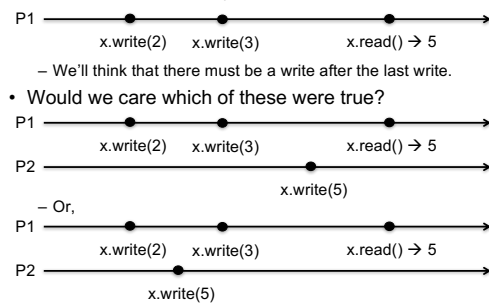 P1
x.write(2) x.write(3) x.read() → 5
– We'll think that there must be a write after the last write.
• Would we care which of these were true?
P1
x.write(2) x.write(3) x.read() → 5
P2
x.write(5)
– Or,
P1
x.write(2) x.write(3) x.read() → 5
P2
x.write(5)